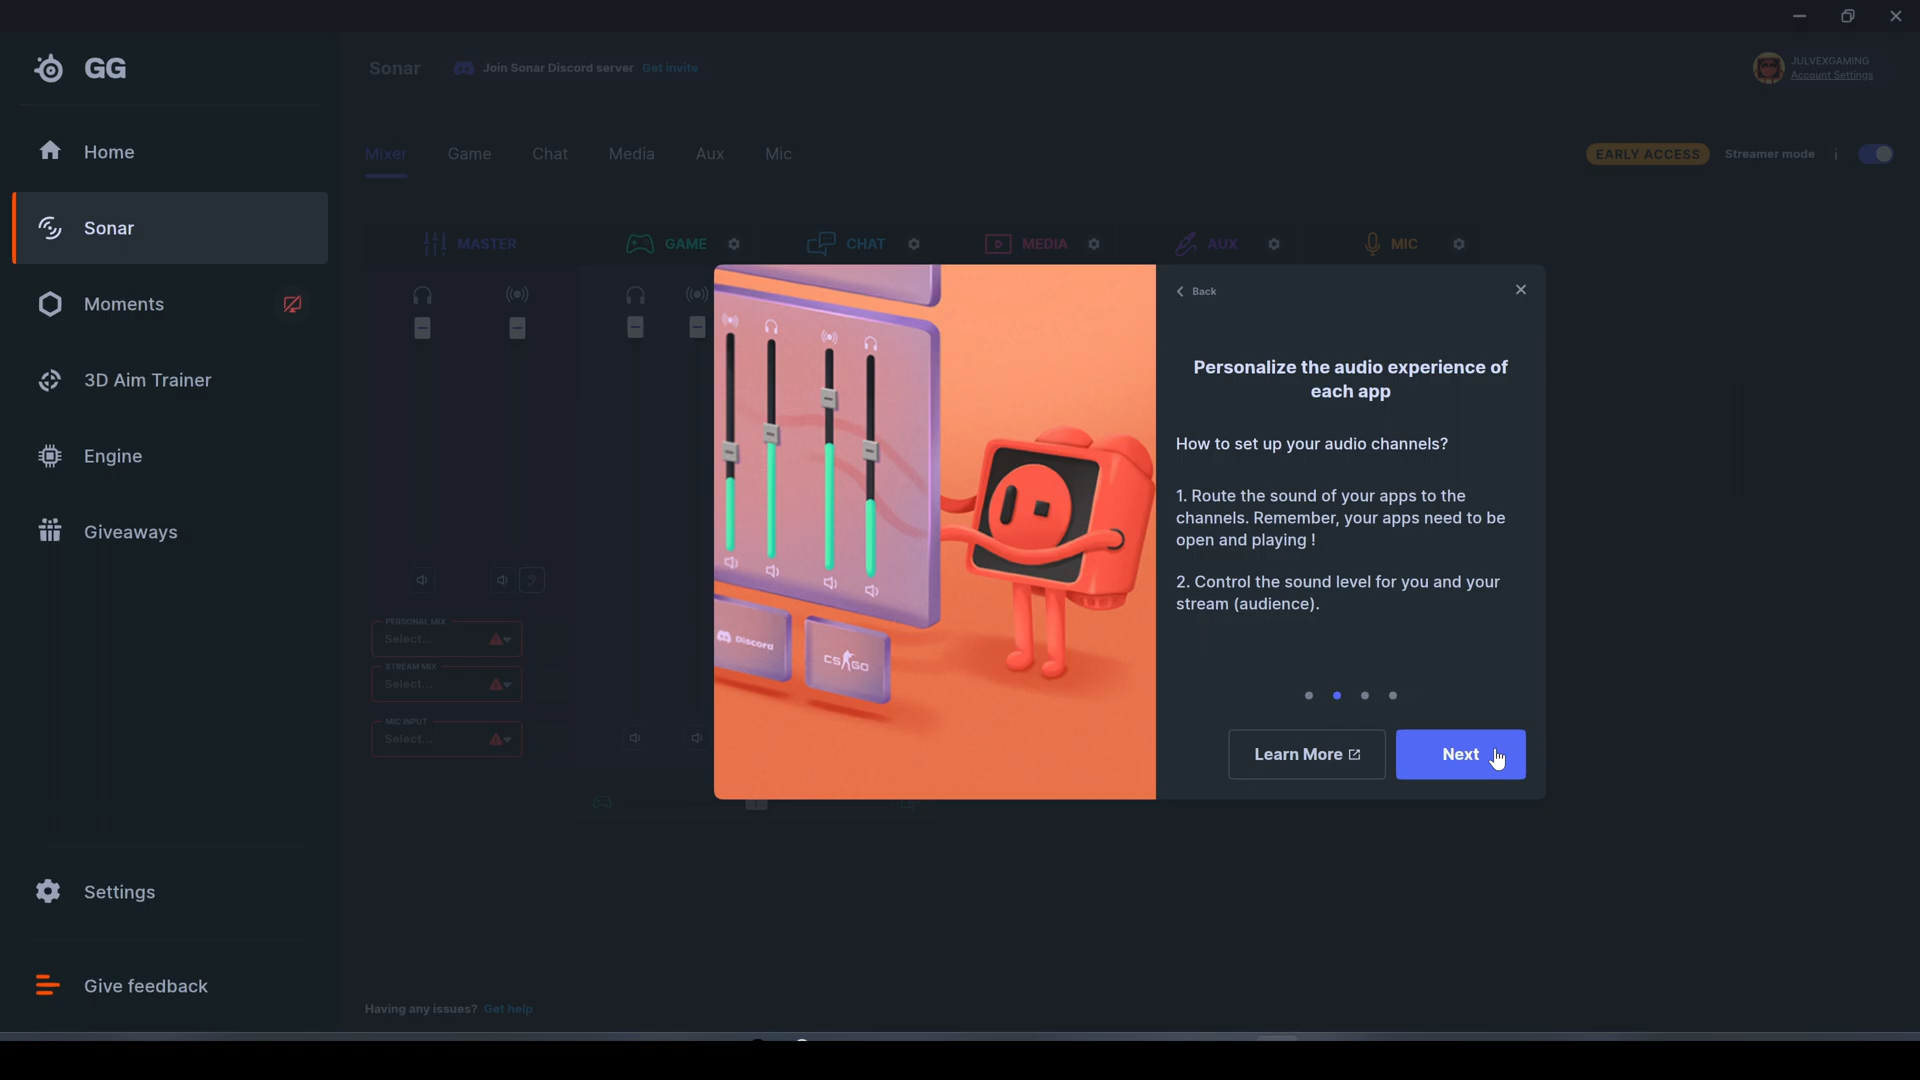 GG
Sonar
Join Sonar Discord server Get invite
JULVEXGAMING
Account Settings
Home
Mixer
Game
Chat
Media
Aux
Mic
EARLY ACCESS
Streamer mode
Sonar
MASTER
GAME
CHAT
MEDIA
AUX
MIC
Moments
3D Aim Trainer
Engine
Giveaways
Back
Personalize the audio experience of
each app
How to set up your audio channels?
1. Route the sound of your apps to the
channels. Remember, your apps need to be
open and playing !
2. Control the sound level for you and your
stream (audience).
Learn More
Next
Discord
CS GO
PERSONAL MIX
Select...
STREAM MIX
Select...
MIC INPUT
Select...
Settings
Give feedback
Having any issues? Get help